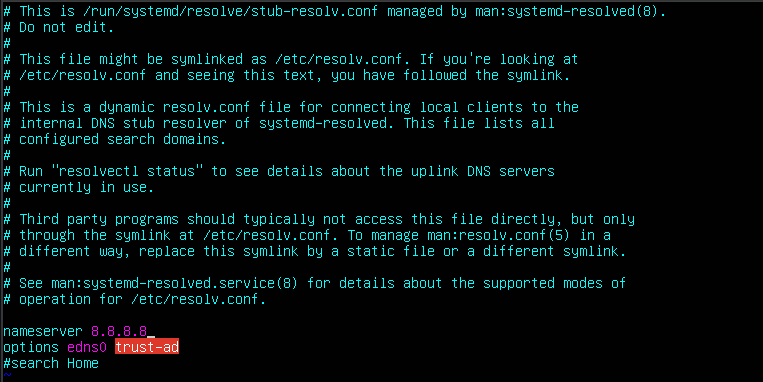 # This is /run/systemd/resolve/stub-resolv.conf managed by man:systemd-resolved(8).
# Do not edit.
#
# This file might be symlinked as /etc/resolv.conf. If you're looking at
# /etc/resolv.conf and seeing this text, you have followed the symlink.
#
# This is a dynamic resolv.conf file for connecting local clients to the
# internal DNS stub resolver of systemd-resolved. This file lists all
# configured search domains.
#
# Run "resolvectl status" to see details about the uplink DNS servers
# currently in use.
#
# Third party programs should typically not access this file directly, but only
# through the symlink at /etc/resolv.conf. To manage man:resolv.conf(5) in a
# different way, replace this symlink by a static file or a different symlink.
#
# See man:systemd-resolved.service(8) for details about the supported modes of
# operation for /etc/resolv.conf.

nameserver 8.8.8.8
options edns0 trust-ad
#search Home